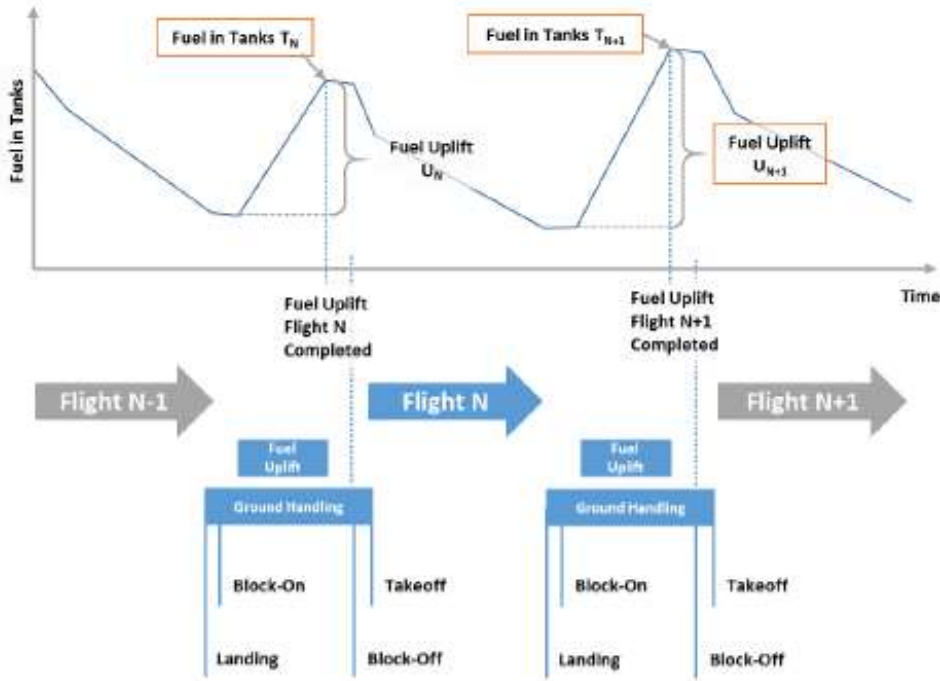 Fuel in Tanks TN
Fuel in Tanks TN+1
Fuel in Tanks
Fuel Uplift
UN
Fuel Uplift
UN+1
Time
Fuel Uplift
Flight N
Completed
Fuel Uplift
Flight N+1
Completed
Flight N-1
Flight N
Flight N+1
Fuel
Uplift
Fuel
Uplift
Ground Handling
Ground Handling
Block-On
Takeoff
Block-On
Takeoff
Landing
Block-Off
Landing
Block-Off